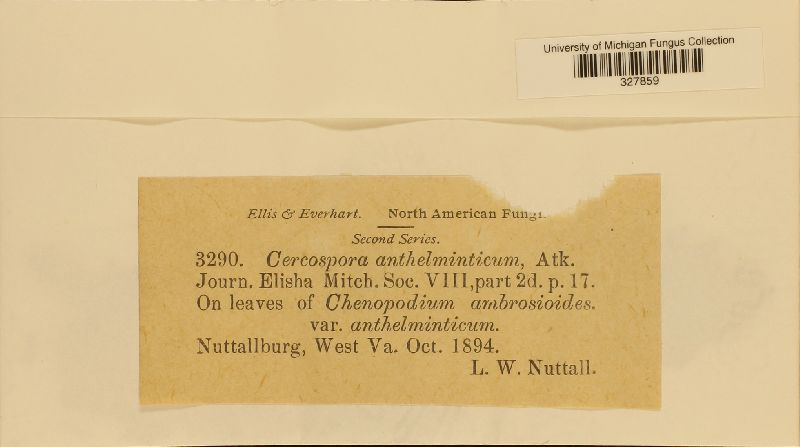 University of Michigan Fungus Collection
327859
Ellis & Everhart. North American Fungi.
Second Series.
3290. Cercospora anthelminticum, Atk.
Journ. Elisha Mitch. Soc. VIII, part 2d. p. 17.
On leaves of Chenopodium ambrosioides.
var. anthelminticum.
Nuttallburg, West Va. Oct. 1894.
L. W. Nuttall.